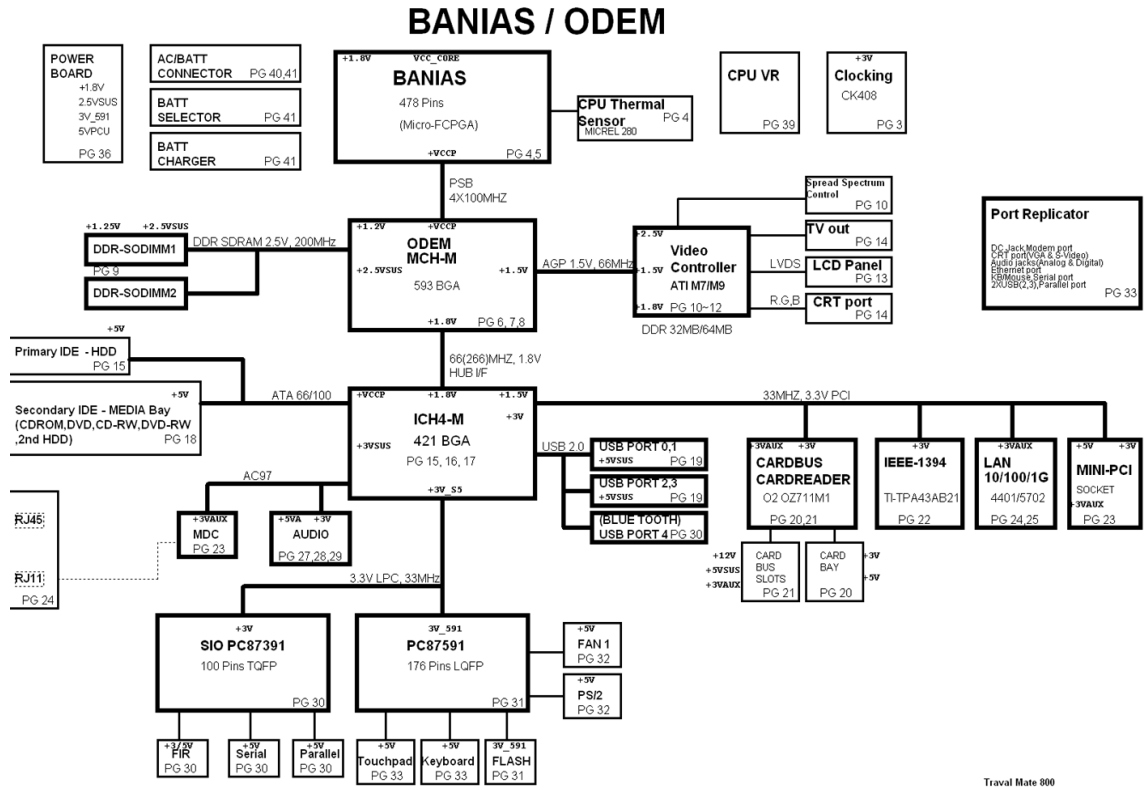 BANIAS / ODEM
POWER
BOARD
+1.8V
2.5VSUS
3V_591
5VPCU
PG 36
AC/BATT
CONNECTOR PG 40,41
BATT
SELECTOR PG 41
BATT
CHARGER PG 41
+1.8V VCC_CORE
BANIAS
478 Pins
(Micro-FCPGA)
+VCCP PG 4,5
CPU Thermal
Sensor PG 4
MICREL 280
CPU VR
PG 39
+3V
Clocking
CK408
PG 3
PSB
4X100MHZ
+1.25V +2.5VSUS
DDR-SODIMM1
PG 9
DDR-SODIMM2
DDR SDRAM 2.5V, 200MHz
+1.2V +VCCP
ODEM
MCH-M
+2.5VSUS +1.5V
593 BGA
+1.8V PG 6, 7,8
AGP 1.5V, 66MHz
+2.5V
Video
Controller
+1.5V
ATI M7/M9
+1.8V PG 10~12
DDR 32MB/64MB
Spread Spectrum
Control
PG 10
TV out
PG 14
LVDS
LCD Panel
PG 13
R,G,B
CRT port
PG 14
Port Replicator
DC Jack,Modem port
CRT port(VGA & S-Video)
Audio jacks(Analog & Digital)
Ethernet port
KB/Mouse,Serial port
2XUSB(2,3),Parallel port
PG 33
66(266)MHZ, 1.8V
HUB I/F
+5V
Primary IDE - HDD
PG 15
+5V
Secondary IDE - MEDIA Bay
(CDROM,DVD,CD-RW,DVD-RW
,2nd HDD) PG 18
ATA 66/100
+VCCP +1.8V +1.5V
ICH4-M +3V
421 BGA
+3VSUS
PG 15, 16, 17
+3V_S5
33MHZ, 3.3V PCI
USB 2.0
USB PORT 0,1
+5VSUS PG 19
USB PORT 2,3
+5VSUS PG 19
(BLUE TOOTH)
USB PORT 4 PG 30
+3VAUX +3V
CARDBUS
CARDREADER
O2 OZ711M1
PG 20,21
+3V
IEEE-1394
TI-TPA43AB21
PG 22
+3VAUX
LAN
10/100/1G
4401/5702
PG 24,25
+5V +3V
MINI-PCI
SOCKET
+3VAUX
PG 23
+12V
+5VSUS
+3VAUX
CARD
BUS
SLOTS
PG 21
CARD
BAY
PG 20
+3V
+5V
AC97
+3VAUX
MDC
PG 23
+5VA +3V
AUDIO
PG 27,28,29
RJ45
RJ11
PG 24
3.3V LPC, 33MHz
+3V
SIO PC87391
100 Pins TQFP
PG 30
3V_591
PC87591
176 Pins LQFP
PG 31
+5V
FAN 1
PG 32
+5V
PS/2
PG 32
+3/5V
FIR
PG 30
+5V
Serial
PG 30
+5V
Parallel
PG 30
+5V
Touchpad
PG 33
+5V
Keyboard
PG 33
3V_591
FLASH
PG 31
Traval Mate 800